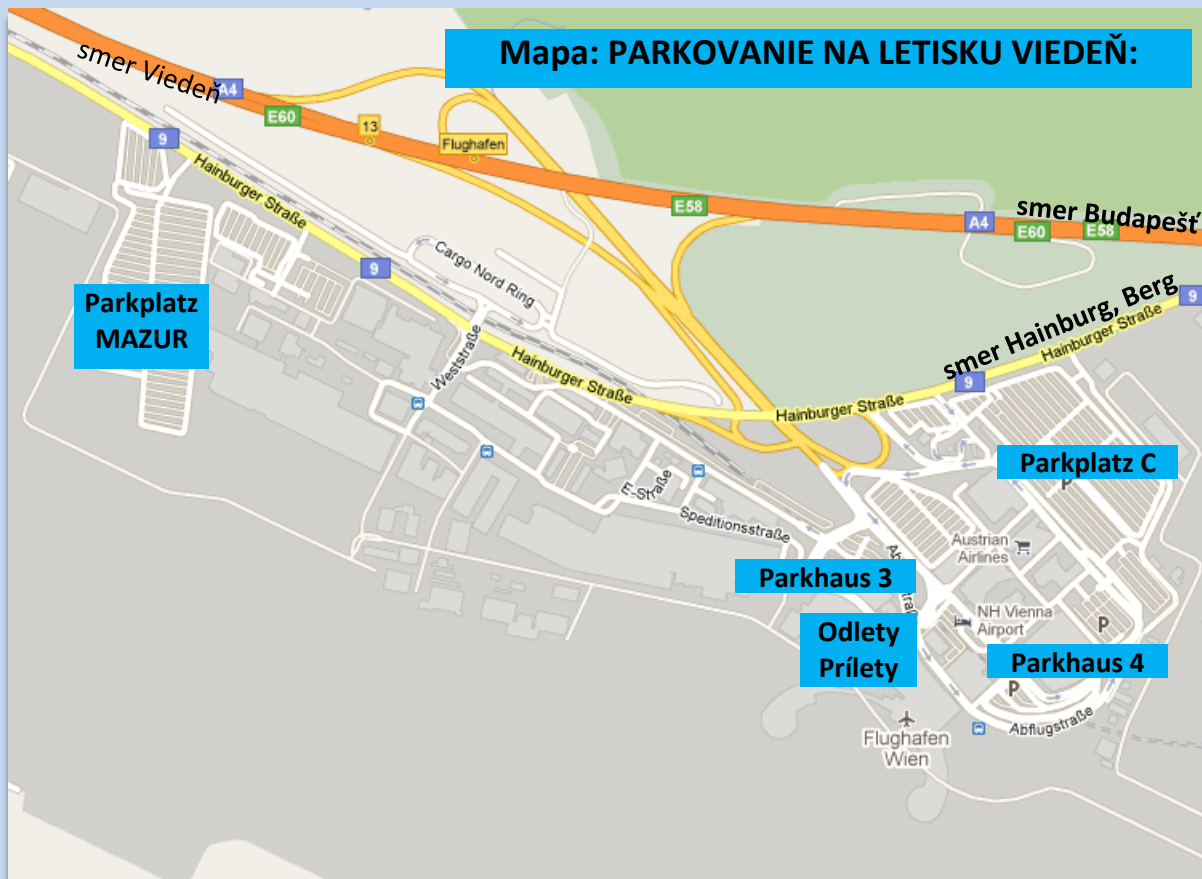 Mapa: PARKOVANIE NA LETISKU VIEDEŇ:
smer Viedeň
A4
E60
13
Flughafen
9
Hainburger Straße
E58
A4
smer Budapešť
E60
E58
Cargo Nord Ring
9
smer Hainburg, Berg
9
Hainburger Straße
Parkplatz
MAZUR
Weststraße
Hainburger Straße
9
Hainburger Straße
Parkplatz C
P
E-Straße
Speditionsstraße
Austrian
Airlines
Parkhaus 3
NH Vienna
Airport
P
Odlety
Prílety
Parkhaus 4
P
Abflugstraße
Flughafen
Wien